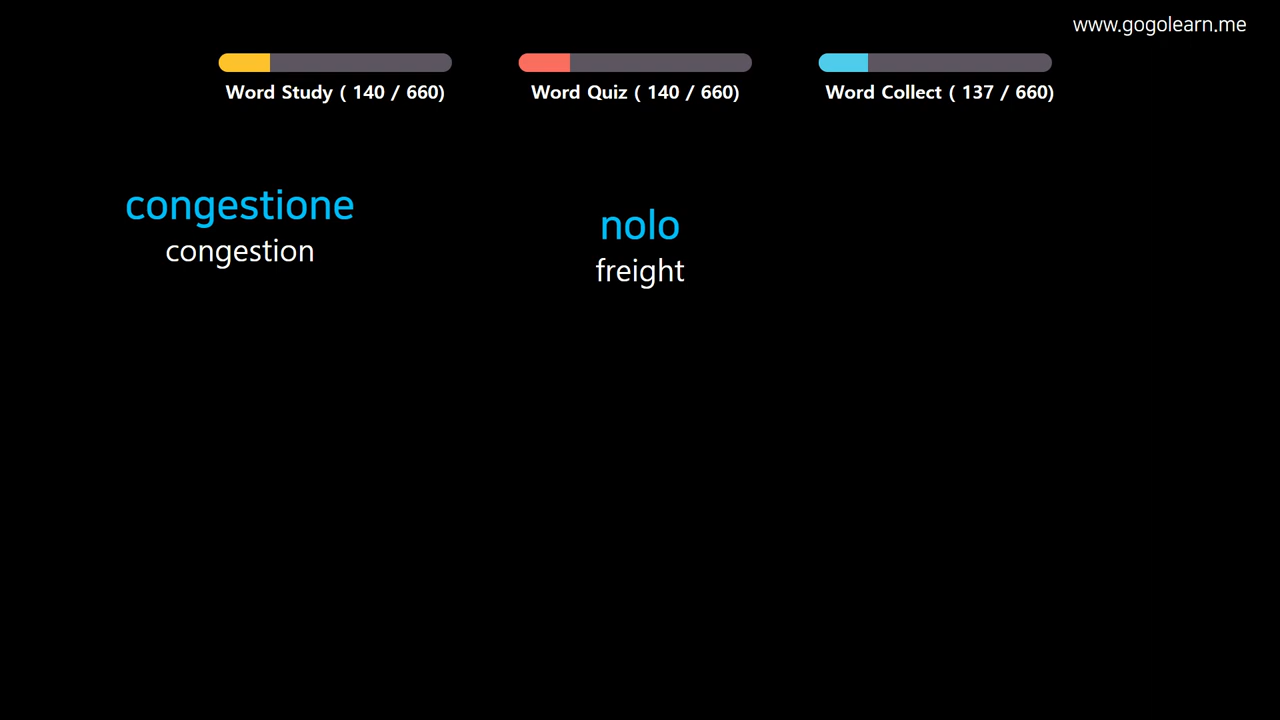 www.gogolearn.me
Word Study ( 140 / 660)
Word Quiz ( 140 / 660)
Word Collect ( 137 / 660)
congestione
congestion
nolo
freight